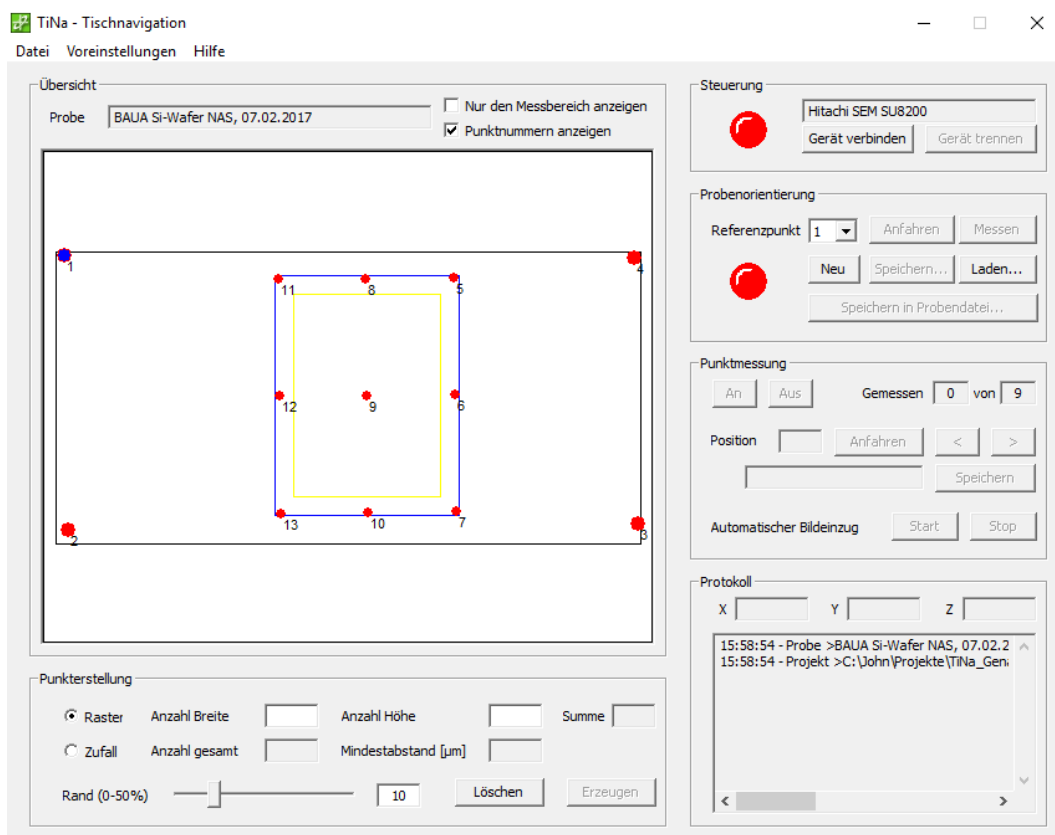 TiNa - Tischnavigation
Datei Voreinstellungen Hilfe
Übersicht
Probe BAUA Si-Wafer NAS, 07.02.2017
Nur den Messbereich anzeigen
Punktnummern anzeigen
1
4
11 8 5
12 9 6
13 10 7
2
3
Punkterstellung
Raster Anzahl Breite Anzahl Höhe Summe
Zufall Anzahl gesamt Mindestabstand [µm]
Rand (0-50%) 10 Löschen Erzeugen
Steuerung
Hitachi SEM SU8200
Gerät verbinden Gerät trennen
Probenorientierung
Referenzpunkt 1 Anfahren Messen
Neu Speichern... Laden...
Speichern in Probendatei...
Punktmessung
An Aus Gemessen 0 von 9
Position Anfahren < >
Speichern
Automatischer Bildeinzug Start Stop
Protokoll
X Y Z
15:58:54 - Probe >BAUA Si-Wafer NAS, 07.02.2
15:58:54 - Projekt >C:\John\Projekte\TiNa_Gen